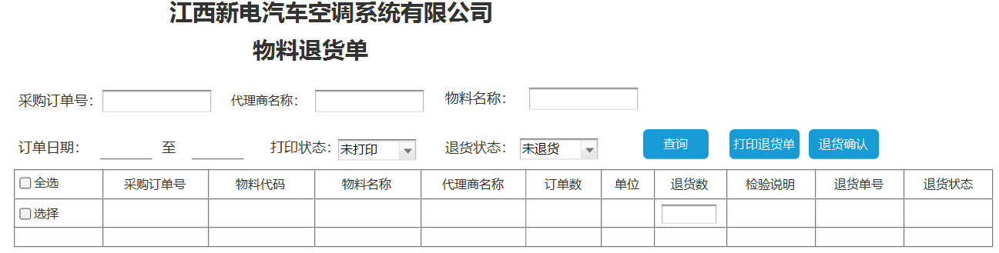 江西新电汽车空调系统有限公司
物料退货单
采购订单号： 代理商名称： 物料名称：
订单日期： 至 打印状态： 未打印 退货状态： 未退货 查询 打印退货单 退货确认
全选 采购订单号 物料代码 物料名称 代理商名称 订单数 单位 退货数 检验说明 退货单号 退货状态
选择